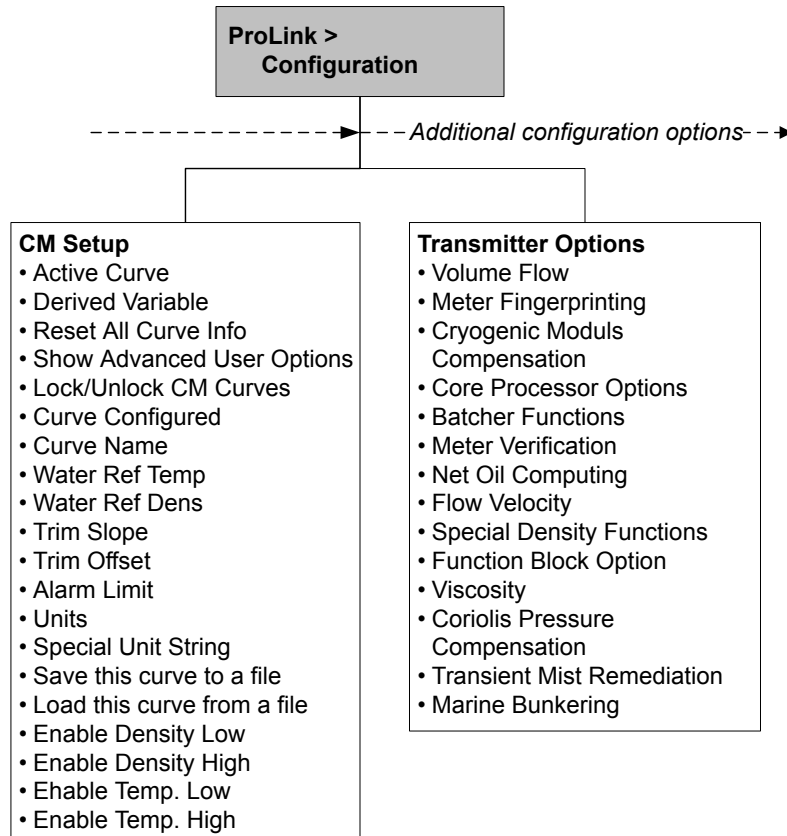 ProLink >
Configuration
Additional configuration options
CM Setup
• Active Curve
• Derived Variable
• Reset All Curve Info
• Show Advanced User Options
• Lock/Unlock CM Curves
• Curve Configured
• Curve Name
• Water Ref Temp
• Water Ref Dens
• Trim Slope
• Trim Offset
• Alarm Limit
• Units
• Special Unit String
• Save this curve to a file
• Load this curve from a file
• Enable Density Low
• Enable Density High
• Ehable Temp. Low
• Enable Temp. High
Transmitter Options
• Volume Flow
• Meter Fingerprinting
• Cryogenic Moduls
Compensation
• Core Processor Options
• Batcher Functions
• Meter Verification
• Net Oil Computing
• Flow Velocity
• Special Density Functions
• Function Block Option
• Viscosity
• Coriolis Pressure
Compensation
• Transient Mist Remediation
• Marine Bunkering